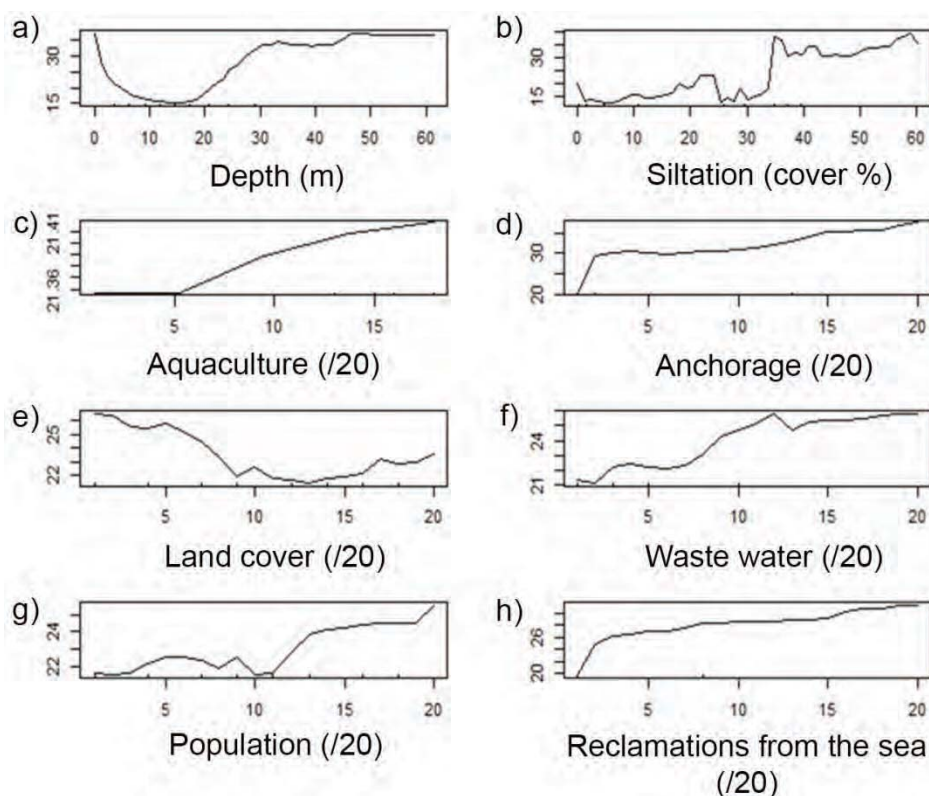 a)
30
15
0 10 20 30 40 50 60
Depth (m)
b)
30
15
0 10 20 30 40 50 60
Siltation (cover %)
c)
21.41
21.36
21
5 10 15
Aquaculture (/20)
d)
30
20
5 10 15 20
Anchorage (/20)
e)
25
22
5 10 15 20
Land cover (/20)
f)
24
21
5 10 15 20
Waste water (/20)
g)
24
22
5 10 15 20
Population (/20)
h)
26
20
5 10 15 20
Reclamations from the sea
(/20)